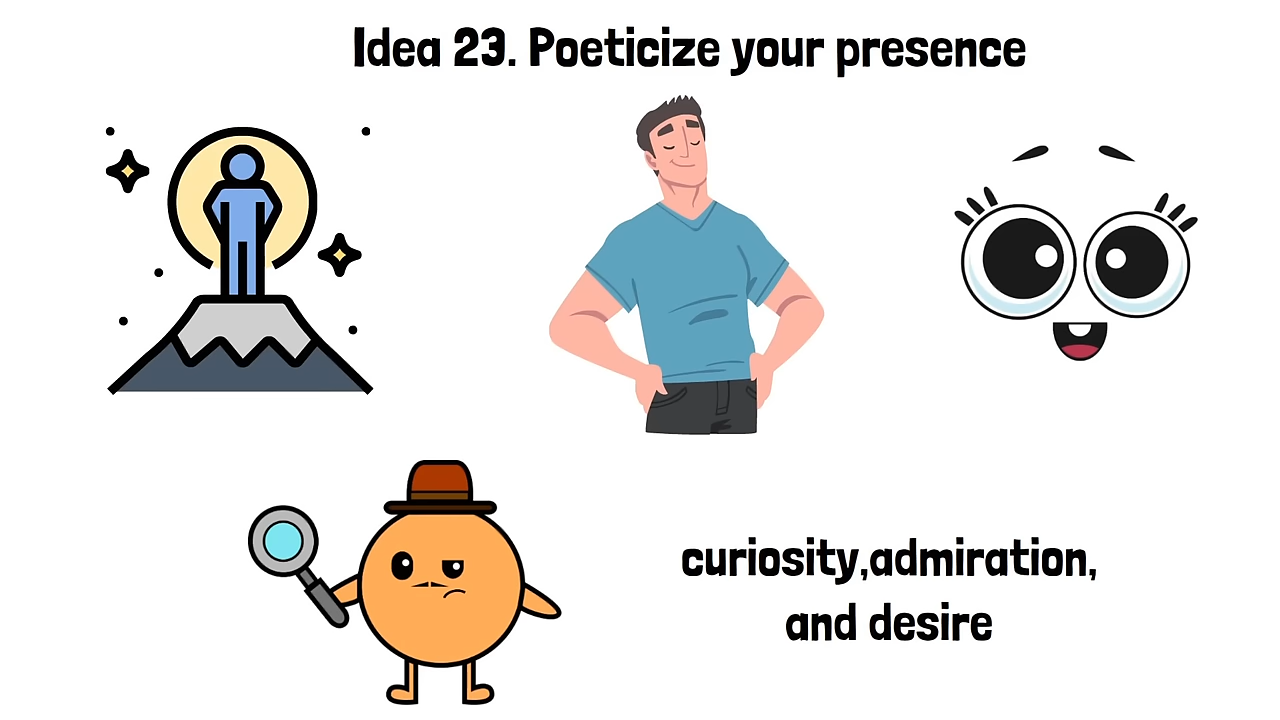 Idea 23. Poeticize your presence
curiosity,admiration,
and desire